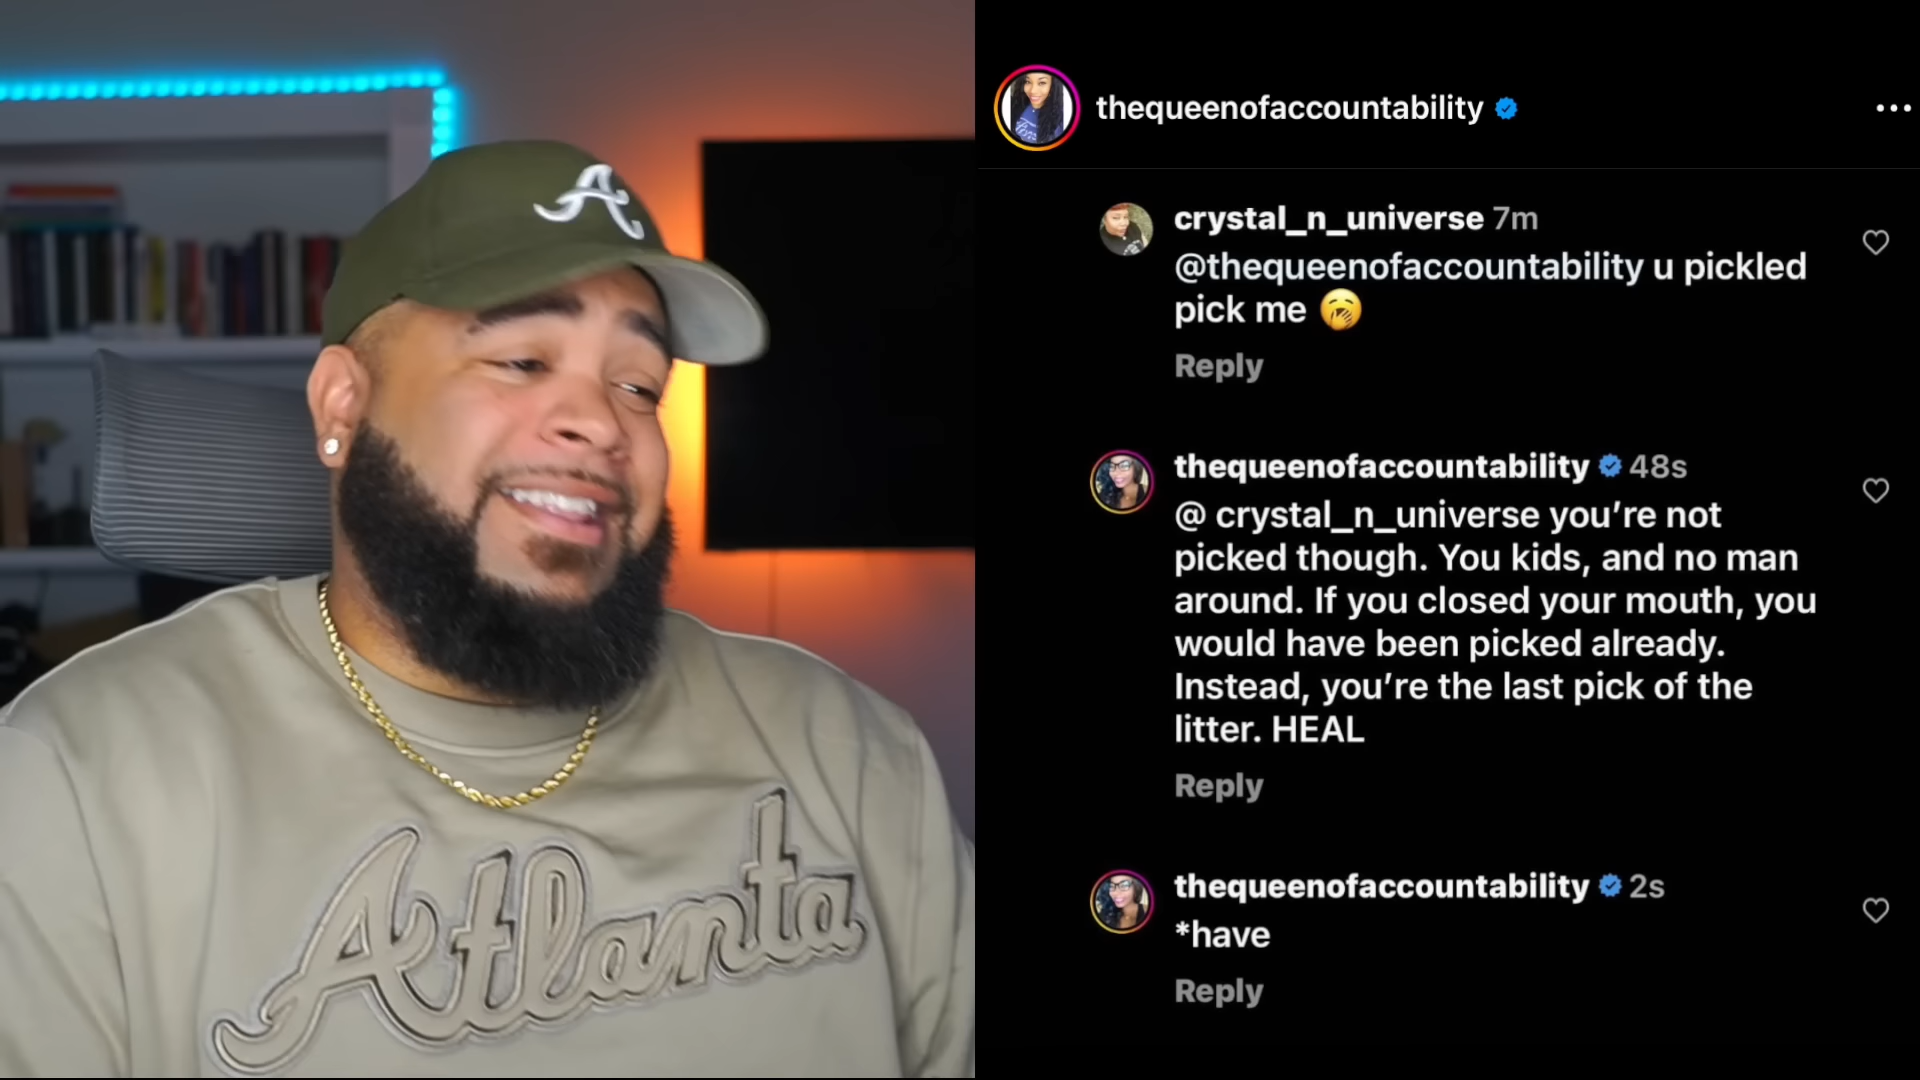 A
Atlanta
thequeenofaccountability
crystal_n_universe 7m
@thequeenofaccountability u pickled
pick me 🥱
Reply
thequeenofaccountability 48s
@ crystal_n_universe you’re not
picked though. You kids, and no man
around. If you closed your mouth, you
would have been picked already.
Instead, you’re the last pick of the
litter. HEAL
Reply
thequeenofaccountability 2s
*have
Reply